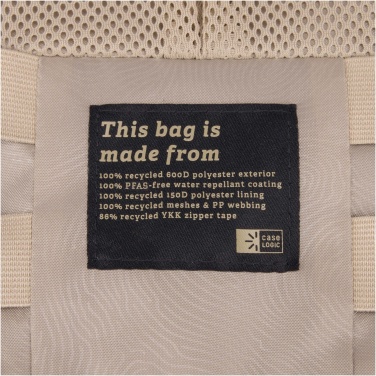 This bag is
made from
100% recycled 600D polyester exterior
100% PFAS-free water repellant coating
100% recycled 150D polyester lining
100% recycled meshes & PP webbing
86% recycled YKK zipper tape
case
LOGIC